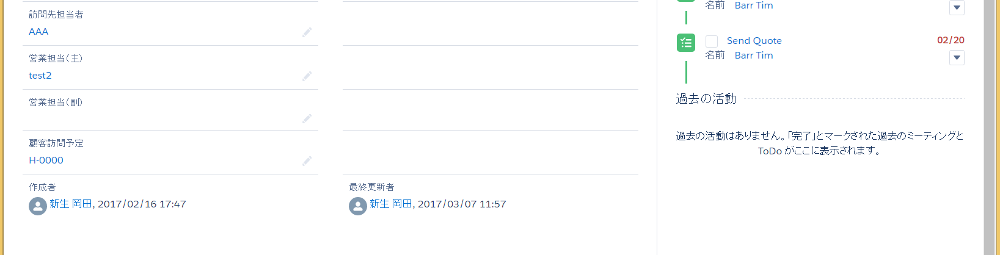 訪問先担当者
AAA
営業担当(主)
test2
営業担当(副)
顧客訪問予定
H-0000
作成者
新生 岡田, 2017/02/16 17:47
最終更新者
新生 岡田, 2017/03/07 11:57
名前 Barr Tim
Send Quote 02/20
名前 Barr Tim
過去の活動
過去の活動はありません。「完了」とマークされた過去のミーティングと
ToDo がここに表示されます。